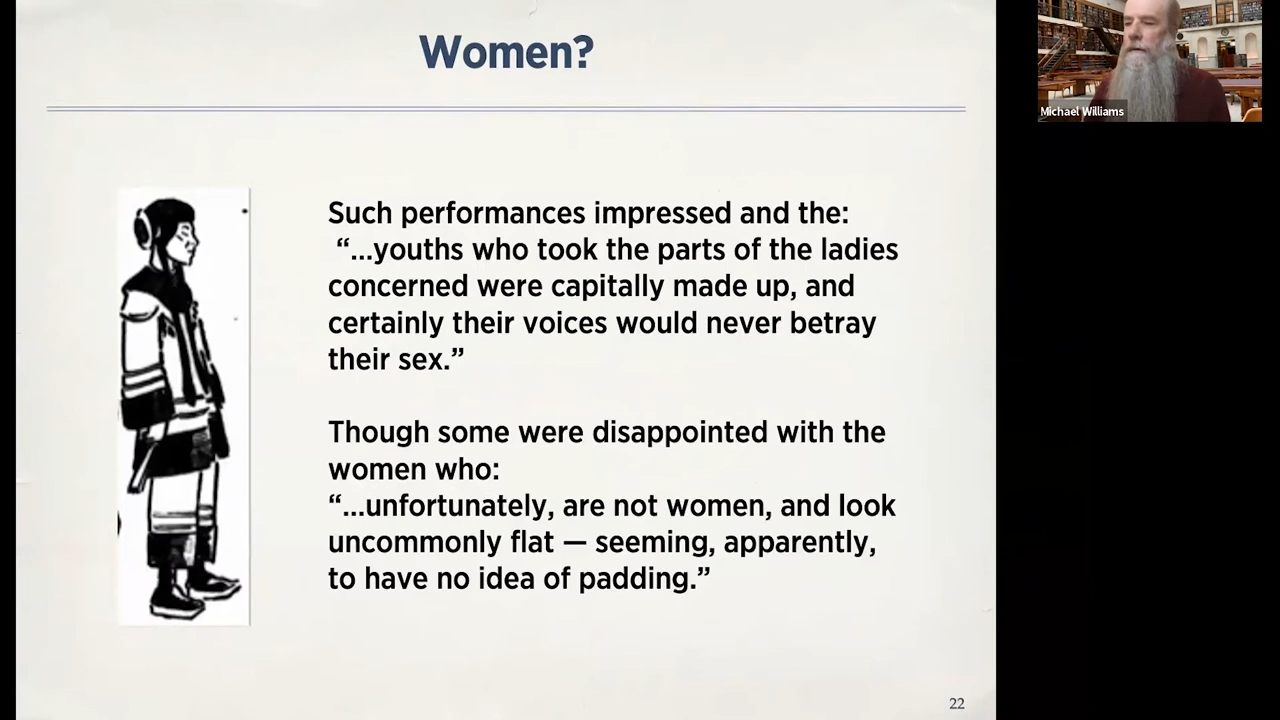 Women?
Such performances impressed and the:
“...youths who took the parts of the ladies
concerned were capitally made up, and
certainly their voices would never betray
their sex.”
Though some were disappointed with the
women who:
“...unfortunately, are not women, and look
uncommonly flat — seeming, apparently,
to have no idea of padding.”
22
Michael Williams